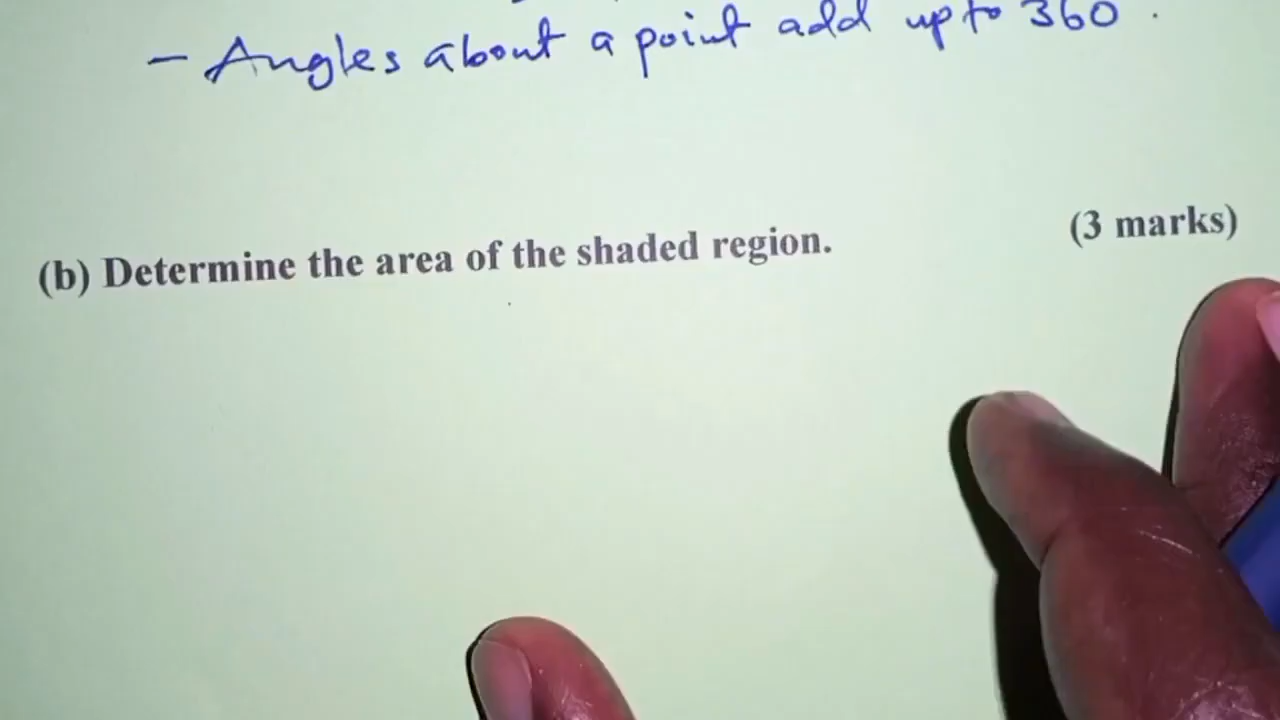 - Angles about a point add up to 360.
(b) Determine the area of the shaded region. (3 marks)